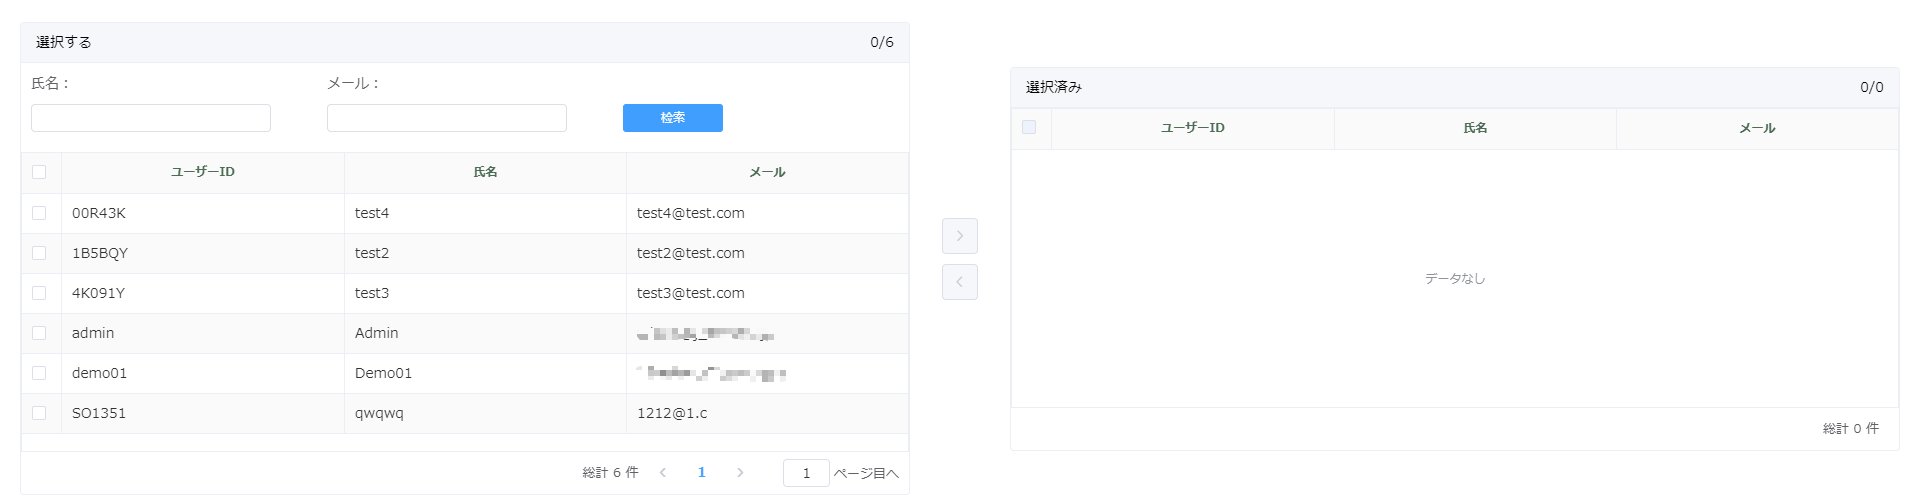 選択する 0/6
氏名： メール：
检索
ユーザーID 氏名 メール
00R43K test4 test4@test.com
1B5BQY test2 test2@test.com
4K091Y test3 test3@test.com
admin Admin
demo01 Demo01
SO1351 qwqwq 1212@1.c
総計 6 件 1 1 ページ目へ
選択済み 0/0
ユーザーID 氏名 メール
データなし
総計 0 件